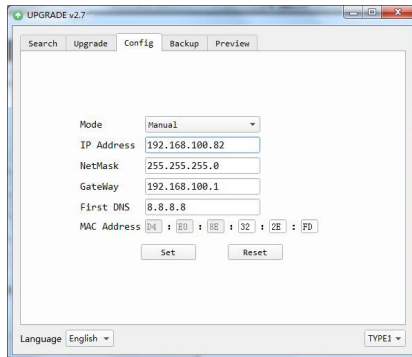 UPGRADE v2.7
Search Upgrade Config Backup Preview
Mode Manual
IP Address 192.168.100.82
NetMask 255.255.255.0
GateWay 192.168.100.1
First DNS 8.8.8.8
MAC Address D4 : E0 : 8E : 32 : 2E : FD
Set Reset
Language English TYPE1